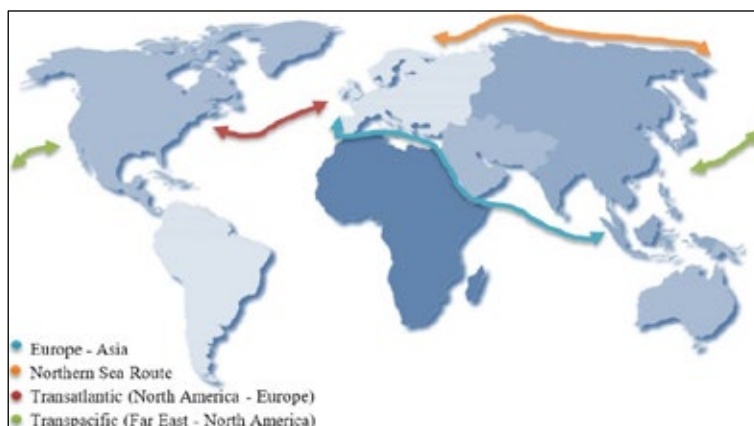 Europe - Asia
Northern Sea Route
Transatlantic (North America - Europe)
Transpacific (Far East - North America)